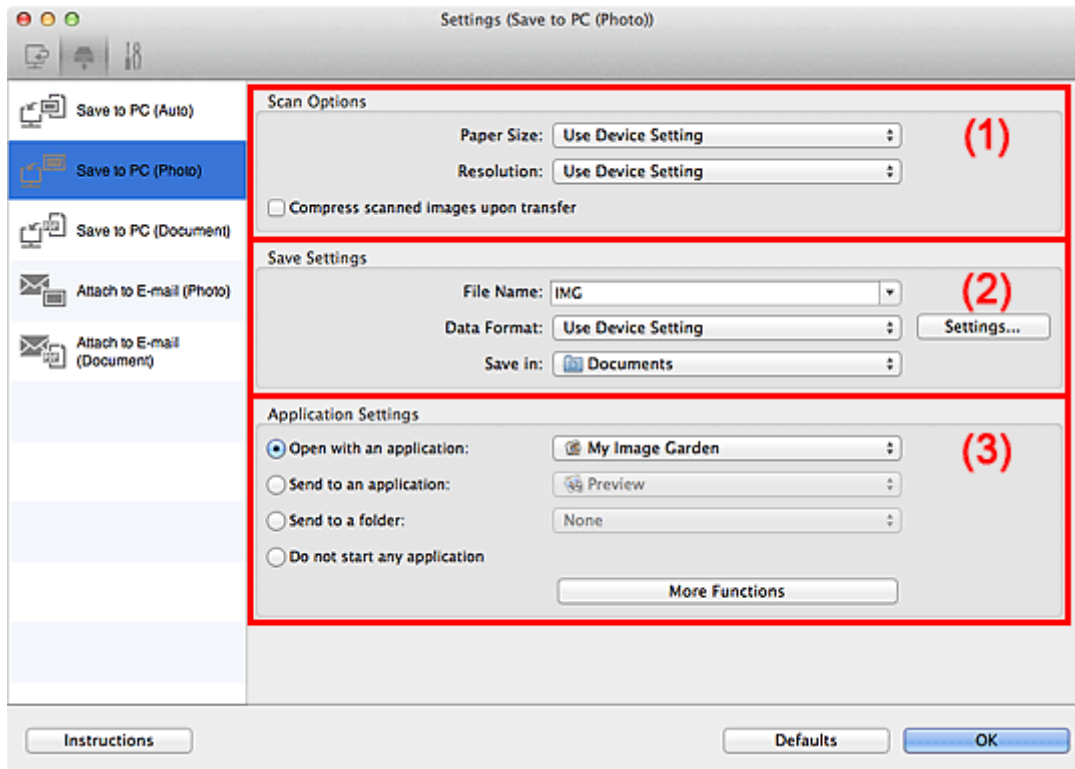 Settings (Save to PC (Photo))
Save to PC (Auto)
Save to PC (Photo)
Save to PC (Document)
Attach to E-mail (Photo)
Attach to E-mail
(Document)
Scan Options
(1)
Paper Size: Use Device Setting
Resolution: Use Device Setting
Compress scanned images upon transfer
Save Settings
(2)
File Name: IMG
Data Format: Use Device Setting Settings...
Save in: Documents
Application Settings
(3)
Open with an application: My Image Garden
Send to an application: Preview
Send to a folder: None
Do not start any application
More Functions
Instructions Defaults OK